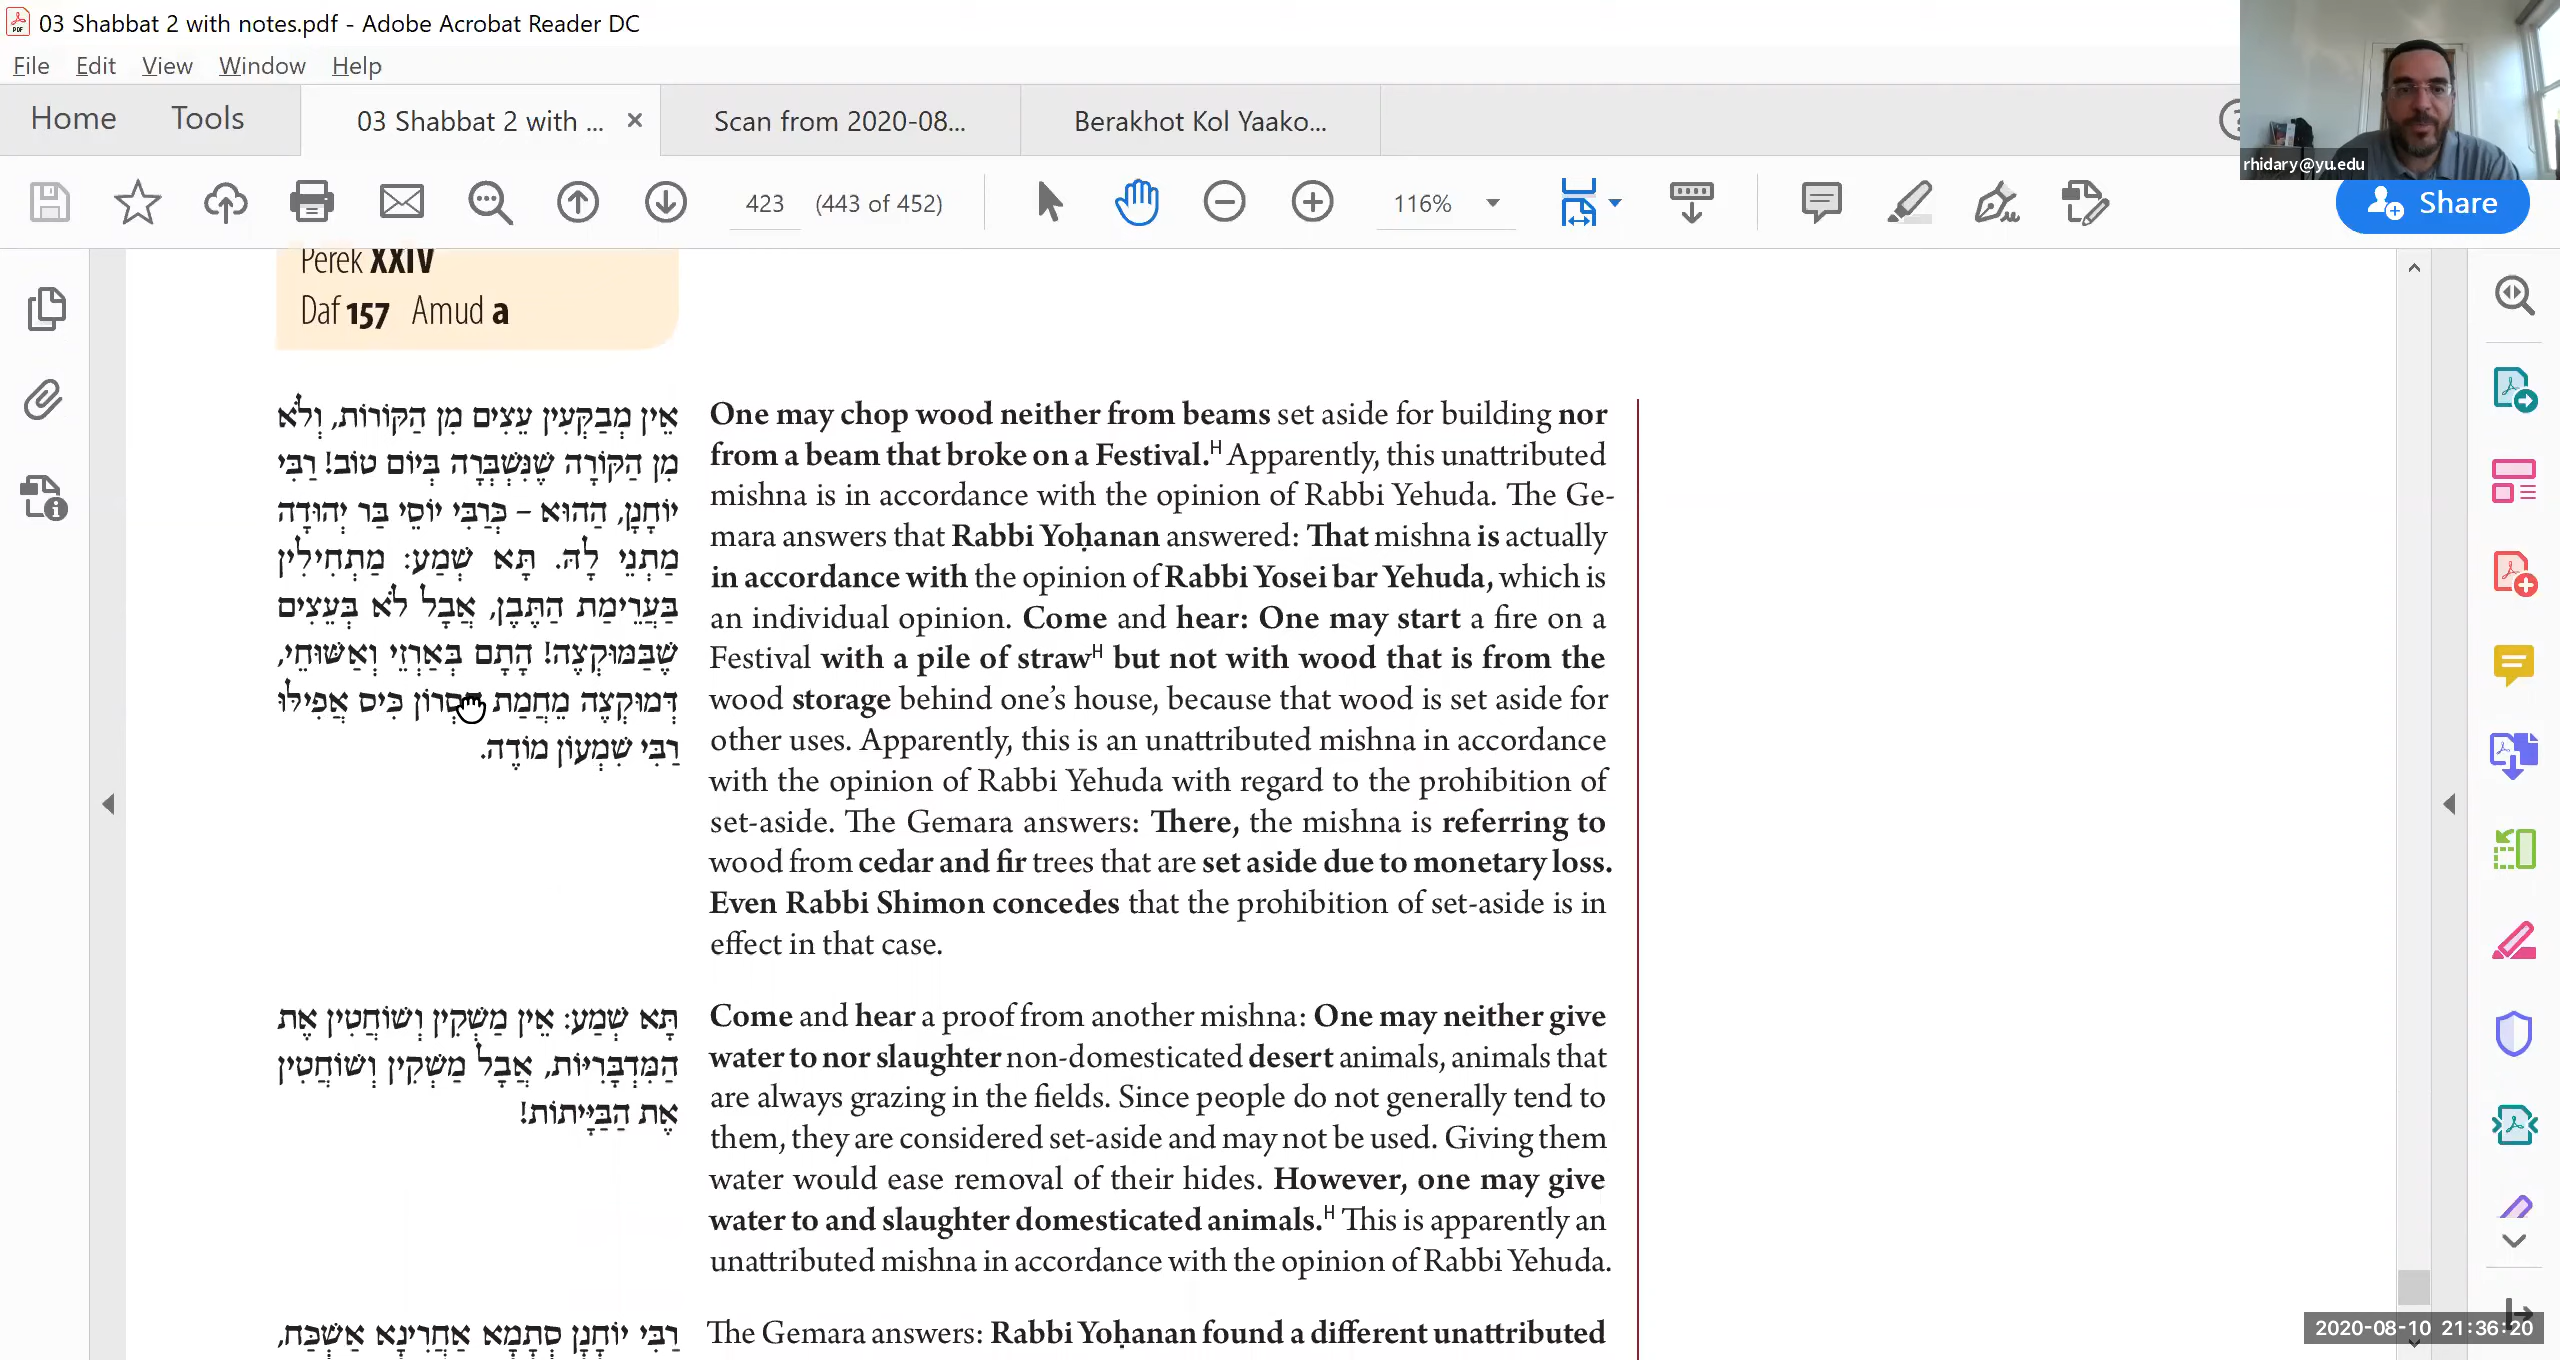 03 Shabbat 2 with notes.pdf - Adobe Acrobat Reader DC
File Edit View Window Help
Home Tools 03 Shabbat 2 with ... Scan from 2020-08... Berakhot Kol Yaako...
rhidary@yu.edu
423 (443 of 452) 116% Share
Perek XXIV
Daf 157 Amud a
אֵין מְבַקְּעִין עֵצִים מִן הַקּוֹרוֹת, וְלֹא
מִן הַקּוֹרָה שֶׁנִּשְׁבְּרָה בְּיוֹם טוֹב! רַבִּי
יוֹחָנָן, הַהוּא – כְּרַבִּי יוֹסֵי בַּר יְהוּדָה
מַתְנֵי לָהּ. תָּא שְׁמַע: מַתְחִילִין
בַּעֲרֵימַת הַתֶּבֶן, אֲבָל לֹא בְּעֵצִים
שֶׁבַּמּוּקְצֶה! הָתָם בְּאַרְזֵי וְאַשּׁוּחֵי,
דְּמוּקְצֶה מֵחֲמַת חֶסְרוֹן כִּיס אֲפִילּוּ
רַבִּי שִׁמְעוֹן מוֹדֶה.
One may chop wood neither from beams set aside for building nor
from a beam that broke on a Festival.ᴴ Apparently, this unattributed
mishna is in accordance with the opinion of Rabbi Yehuda. The Ge-
mara answers that Rabbi Yoḥanan answered: That mishna is actually
in accordance with the opinion of Rabbi Yosei bar Yehuda, which is
an individual opinion. Come and hear: One may start a fire on a
Festival with a pile of strawᴴ but not with wood that is from the
wood storage behind one's house, because that wood is set aside for
other uses. Apparently, this is an unattributed mishna in accordance
with the opinion of Rabbi Yehuda with regard to the prohibition of
set-aside. The Gemara answers: There, the mishna is referring to
wood from cedar and fir trees that are set aside due to monetary loss.
Even Rabbi Shimon concedes that the prohibition of set-aside is in
effect in that case.
תָּא שְׁמַע: אֵין מַשְׁקִין וְשׁוֹחֲטִין אֶת
הַמִּדְבָּרִיּוֹת, אֲבָל מַשְׁקִין וְשׁוֹחֲטִין
אֶת הַבַּיָּיתוֹת!
Come and hear a proof from another mishna: One may neither give
water to nor slaughter non-domesticated desert animals, animals that
are always grazing in the fields. Since people do not generally tend to
them, they are considered set-aside and may not be used. Giving them
water would ease removal of their hides. However, one may give
water to and slaughter domesticated animals.ᴴ This is apparently an
unattributed mishna in accordance with the opinion of Rabbi Yehuda.
רַבִּי יוֹחָנָן סְתָמָא אַחֲרִינָא אַשְׁכַּח,
The Gemara answers: Rabbi Yoḥanan found a different unattributed
2020-08-10 21:36:20